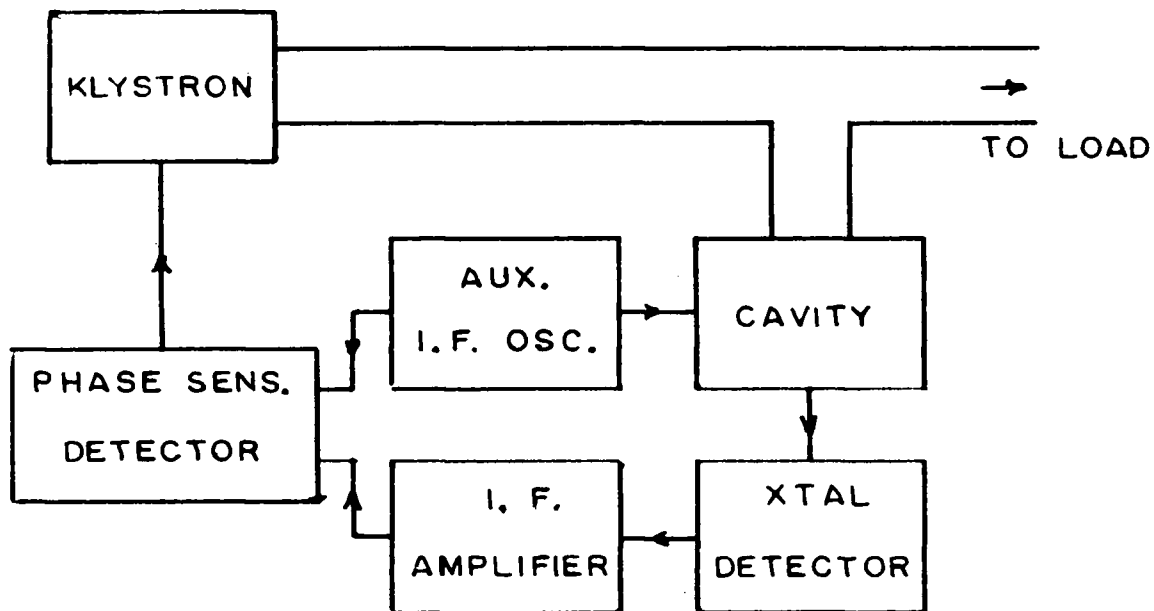 KLYSTRON
TO LOAD
AUX.
I.F. OSC.
CAVITY
PHASE SENS.
DETECTOR
I. F.
AMPLIFIER
XTAL
DETECTOR